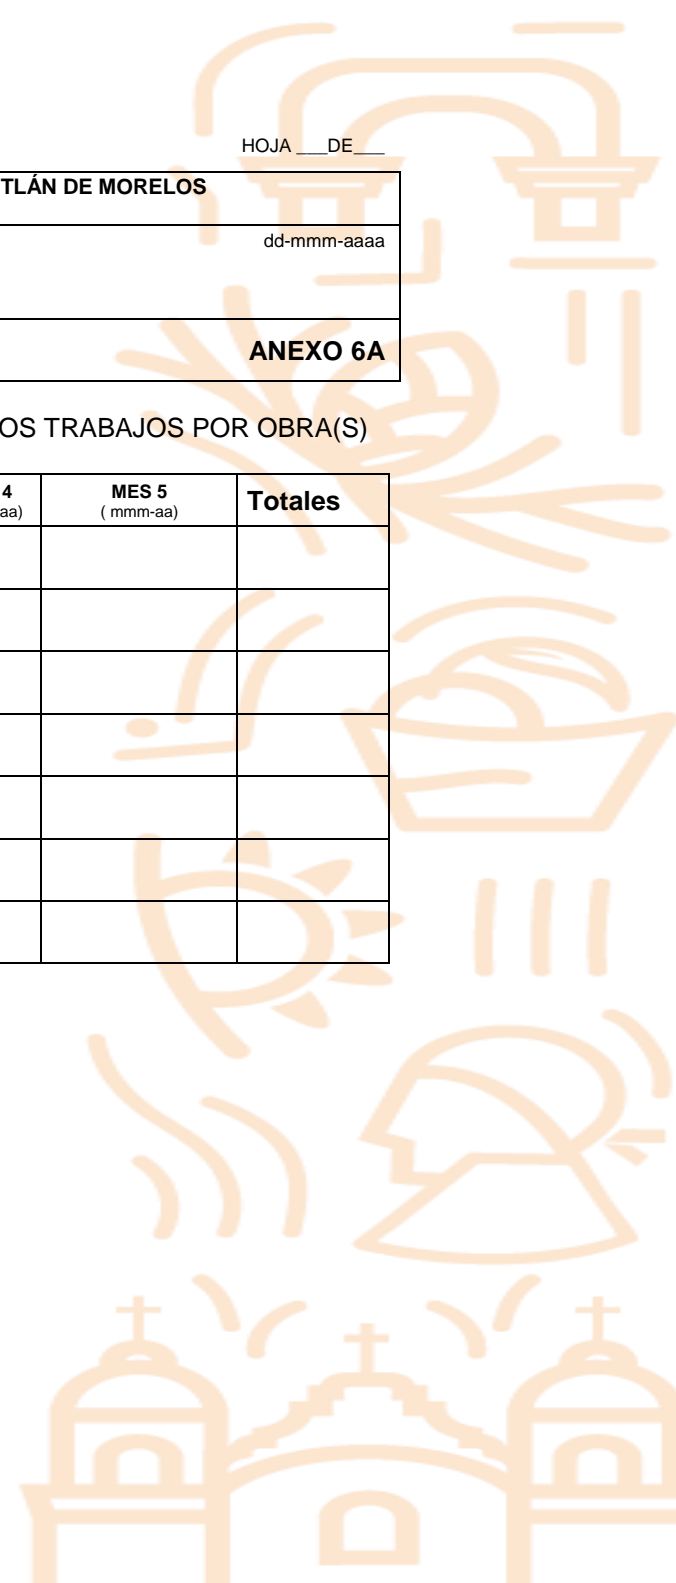 HOJA ___DE___
TLÁN DE MORELOS
dd-mmm-aaaa
ANEXO 6A
OS TRABAJOS POR OBRA(S)
4 MES 5 Totales
aa) ( mmm-aa)